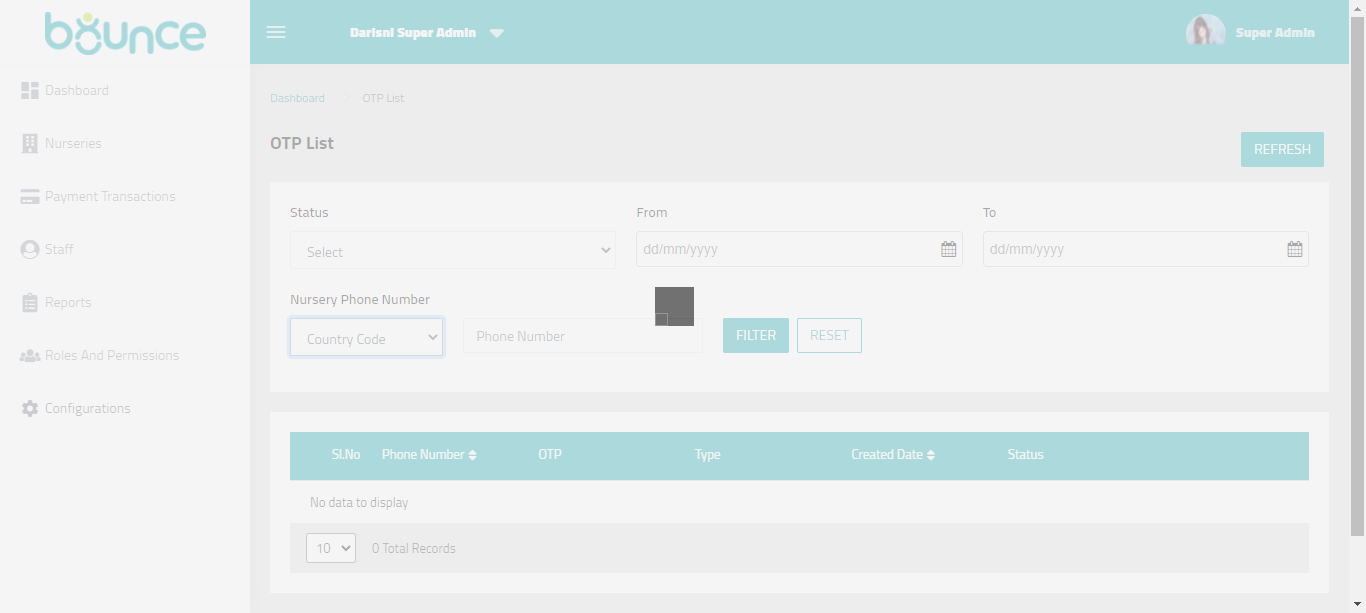 bounce
Darisni Super Admin
Super Admin
Dashboard
Nurseries
Payment Transactions
Staff
Reports
Roles And Permissions
Configurations
Dashboard > OTP List
OTP List
REFRESH
Status
From
To
Select
dd/mm/yyyy
dd/mm/yyyy
Nursery Phone Number
Country Code
Phone Number
FILTER
RESET
Sl.No Phone Number OTP Type Created Date Status
No data to display
10
0 Total Records